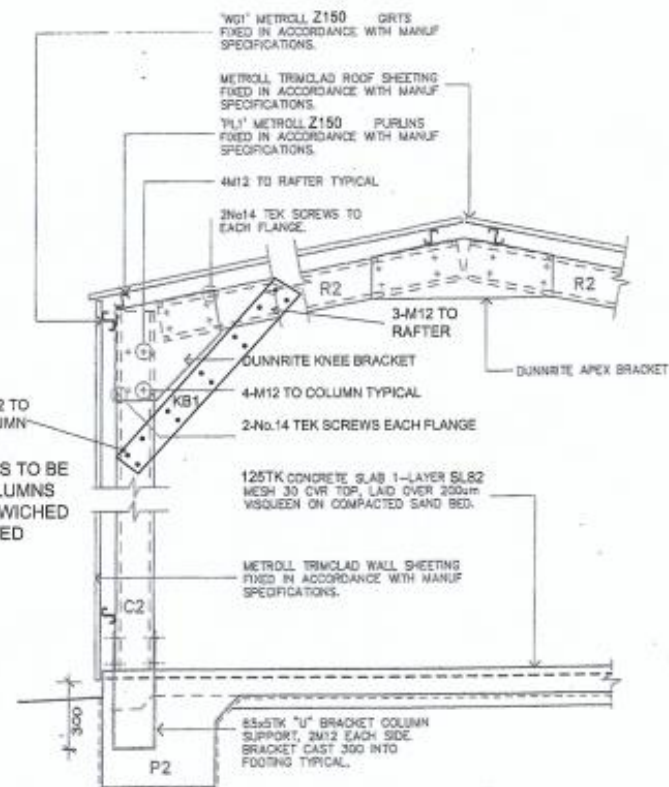 "WG1" METROLL Z150 GIRTS
FIXED IN ACCORDANCE WITH MANUF
SPECIFICATIONS.
METROLL TRIMCLAD ROOF SHEETING
FIXED IN ACCORDANCE WITH MANUF
SPECIFICATIONS.
"PL1" METROLL Z150 PURLINS
FIXED IN ACCORDANCE WITH MANUF
SPECIFICATIONS.
4M12 TO RAFTER TYPICAL
2No14 TEK SCREWS TO
EACH FLANGE.
R2
R2
3-M12 TO
RAFTER
DUNNRITE KNEE BRACKET
DUNNRITE APEX BRACKET
KB1
4-M12 TO COLUMN TYPICAL
2 TO
2-No.14 TEK SCREWS EACH FLANGE
S TO BE
LUMNS
WICHED
ED
125TK CONCRETE SLAB 1-LAYER SL82
MESH 30 CVR TOP, LAID OVER 200um
VISQUEEN ON COMPACTED SAND BED.
METROLL TRIMCLAD WALL SHEETING
FIXED IN ACCORDANCE WITH MANUF
SPECIFICATIONS.
C2
300
"U" BRACKET COLUMN
SUPPORT, 2M12 EACH SIDE.
BRACKET CAST 300 INTO
FOOTING TYPICAL.
P2